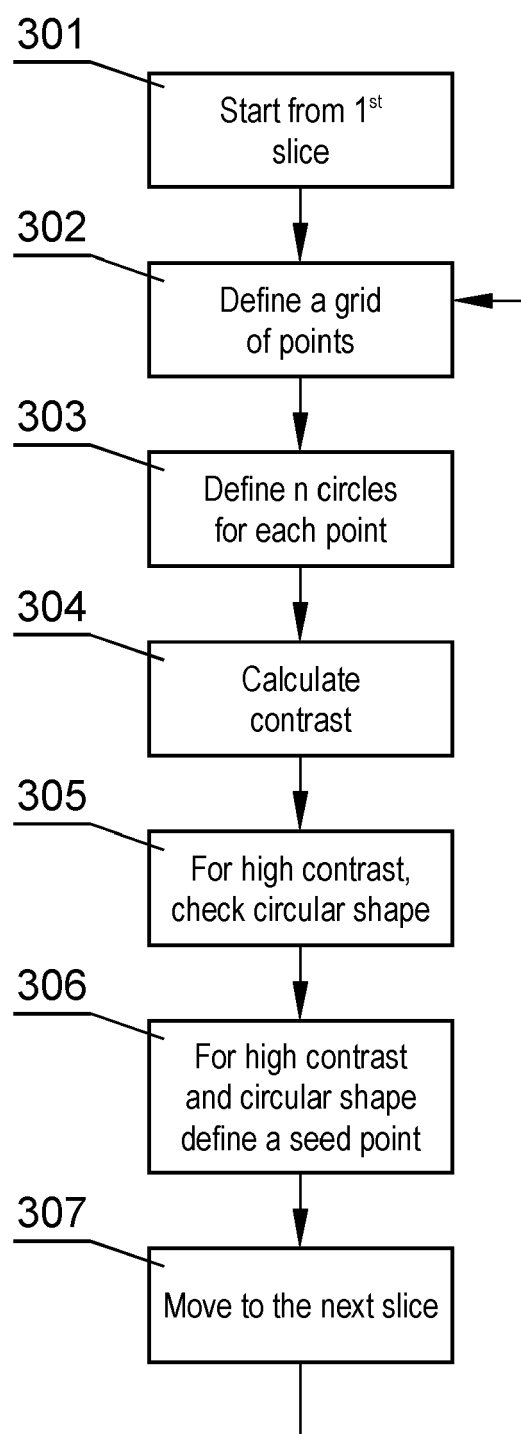 301
Start from 1st
slice
302
Define a grid
of points
303
Define n circles
for each point
304
Calculate
contrast
305
For high contrast,
check circular shape
306
For high contrast
and circular shape
define a seed point
307
Move to the next slice